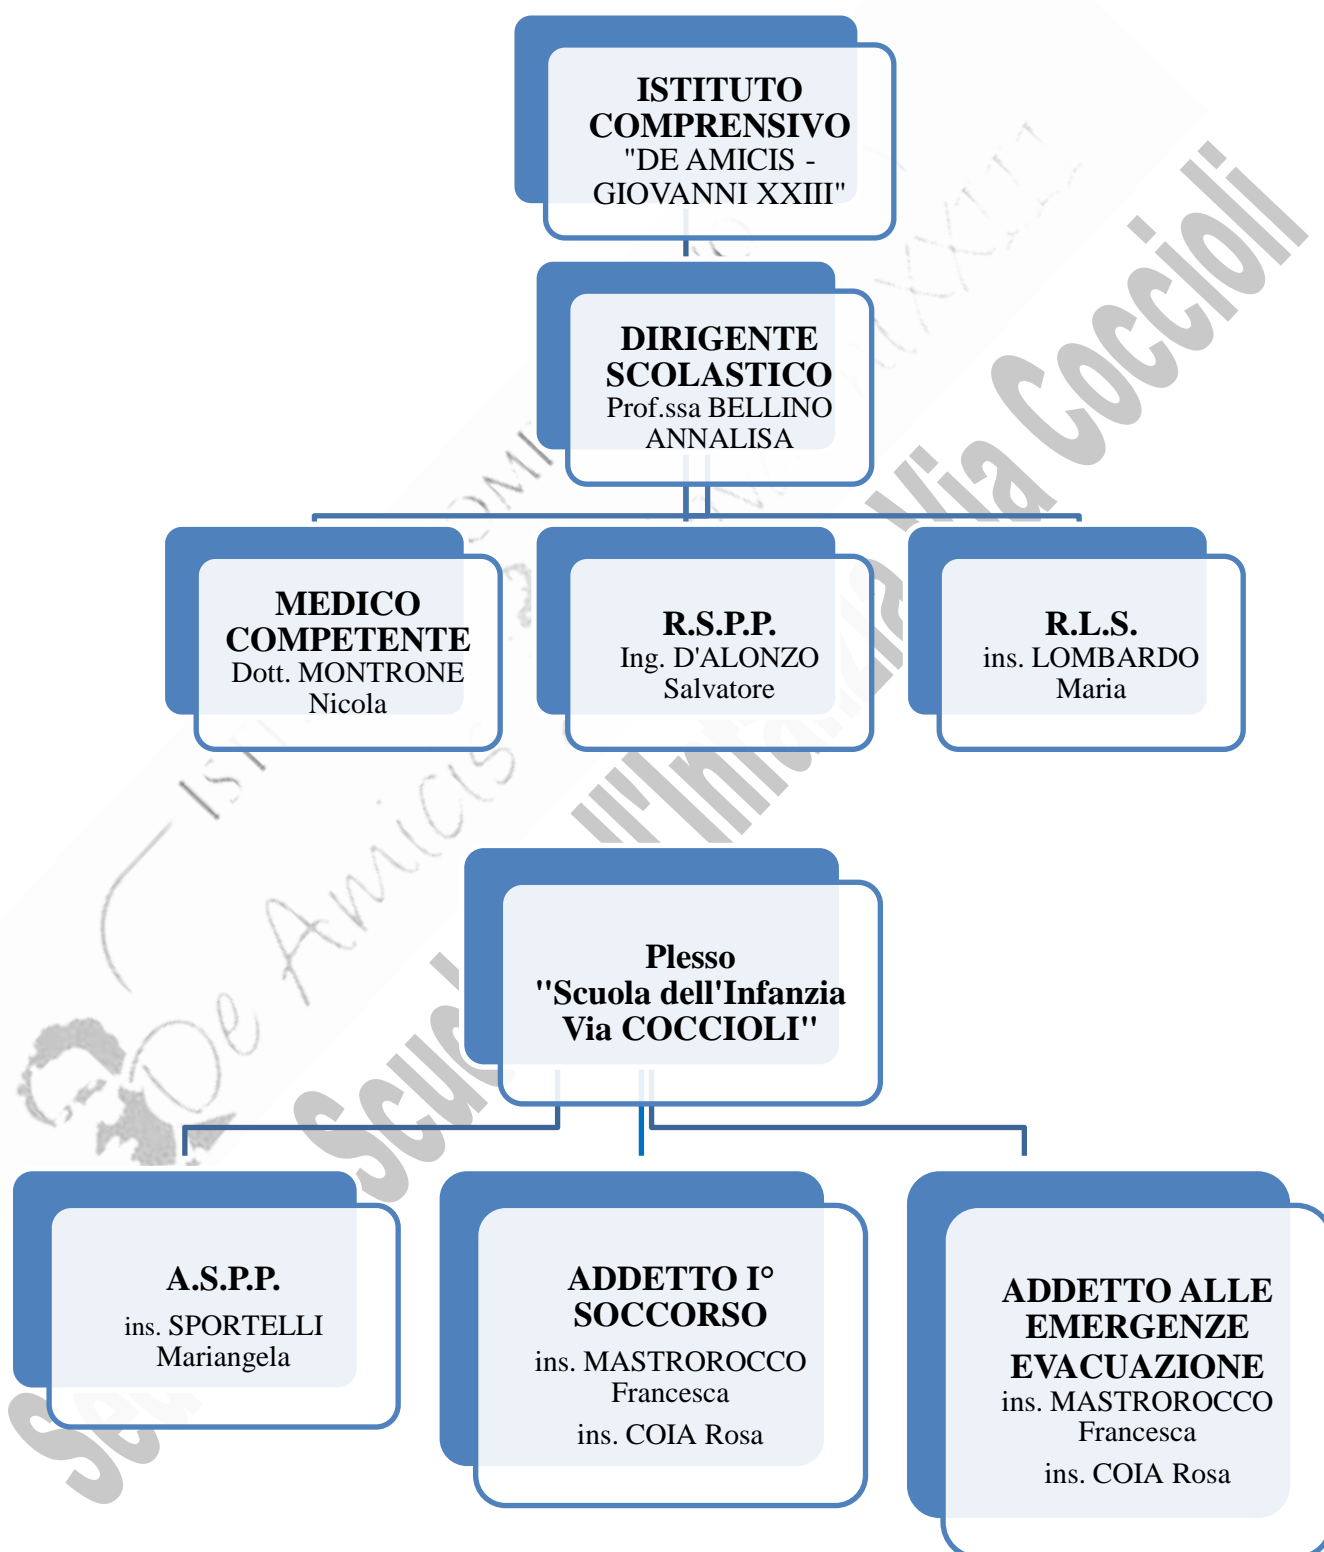 ISTITUTO
COMPRENSIVO
"DE AMICIS -
GIOVANNI XXIII"
DIRIGENTE
SCOLASTICO
Prof.ssa BELLINO
ANNALISA
MEDICO
COMPETENTE
Dott. MONTRONE
Nicola
R.S.P.P.
Ing. D'ALONZO
Salvatore
R.L.S.
ins. LOMBARDO
Maria
Plesso
"Scuola dell'Infanzia
Via COCCIOLI"
A.S.P.P.
ins. SPORTELLI
Mariangela
ADDETTO I°
SOCCORSO
ins. MASTROROCCO
Francesca
ins. COIA Rosa
ADDETTO ALLE
EMERGENZE
EVACUAZIONE
ins. MASTROROCCO
Francesca
ins. COIA Rosa
De Amicis
Via Coccioli